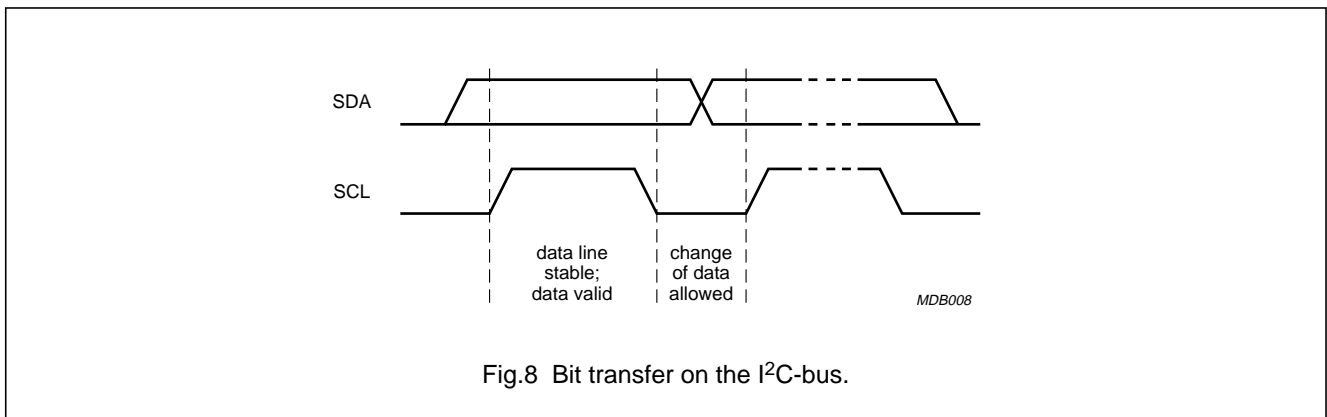 SDA
SCL
data line
stable;
data valid
change
of data
allowed
MDB008
Fig.8 Bit transfer on the I²C-bus.